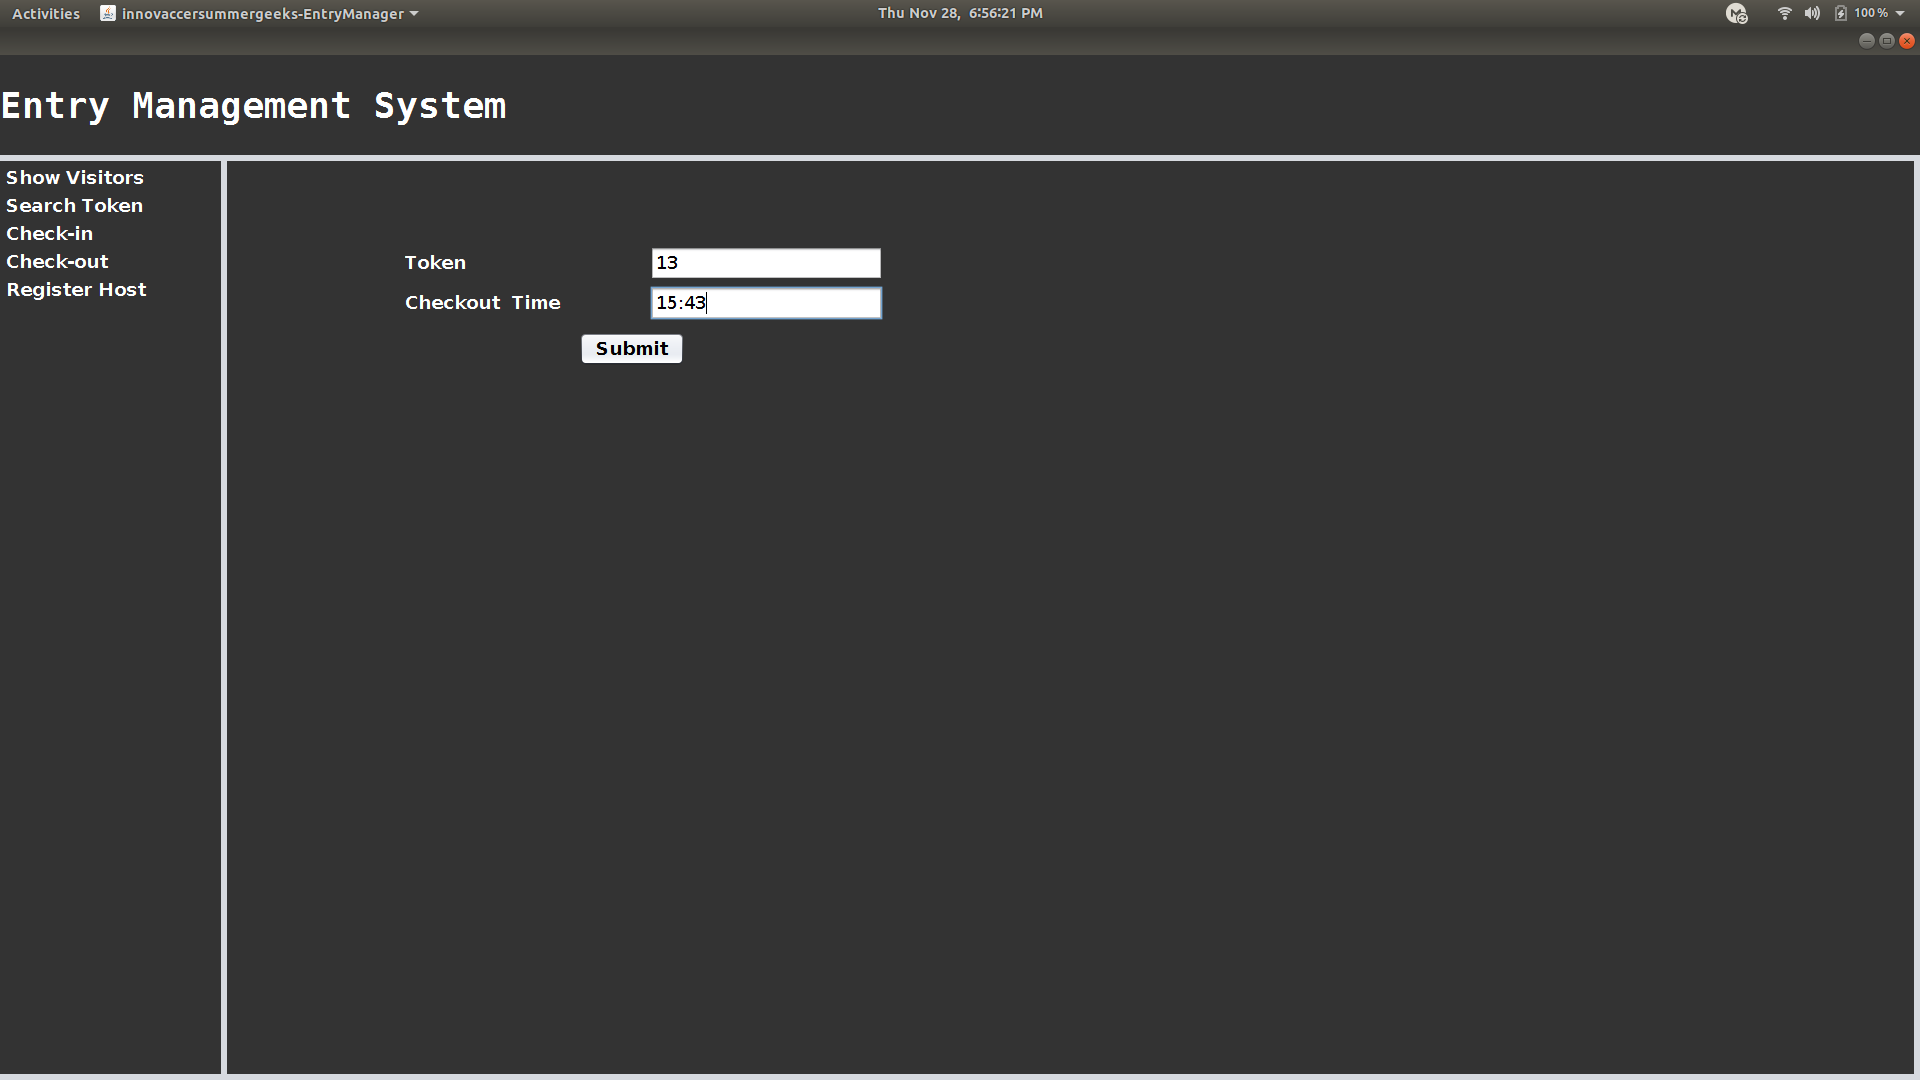 Activities innovaccersummergeeks-EntryManager Thu Nov 28, 6:56:21 PM 100 %
Entry Management System
Show Visitors
Search Token
Check-in
Check-out
Register Host
Token 13
Checkout Time 15:43
Submit